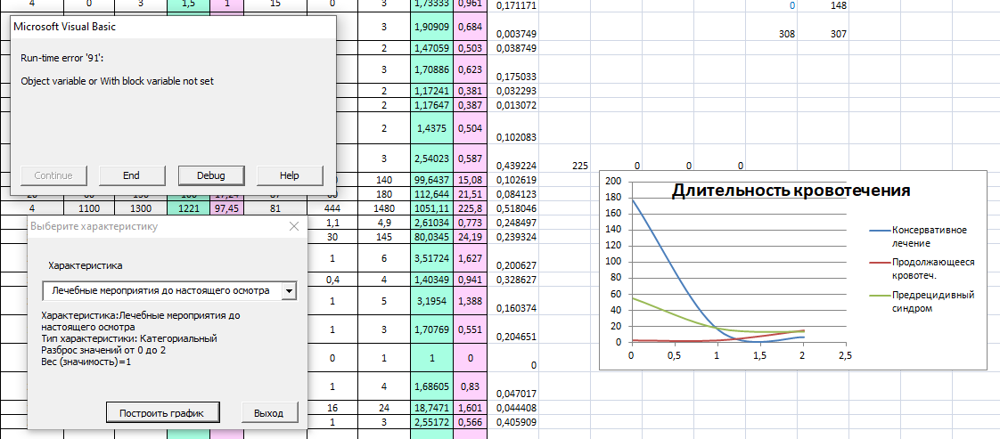 4 0 3 1,5 1 15 0 3 1,73333 0,961 0,171171 0 148
Microsoft Visual Basic
Run-time error '91':
Object variable or With block variable not set
Continue End Debug Help
3 1,90909 0,684 0,003749 308 307
2 1,47059 0,503 0,038749
3 1,70886 0,623 0,175033
2 1,17241 0,381 0,032293
2 1,17647 0,387 0,013072
2 1,4375 0,504 0,102083
3 2,54023 0,587 0,439224 225 0 0 0
140 99,6437 15,08 0,102619
180 112,644 21,51 0,084123
4 1100 1300 1221 97,45 81 444 1480 1051,11 225,8 0,518046
1,1 4,9 2,61034 0,773 0,248497
30 145 80,0345 24,19 0,239324
1 6 3,51724 1,627 0,200627
0,4 4 1,40349 0,941 0,328627
1 5 3,1954 1,388 0,160374
1 3 1,70769 0,551 0,204651
0 1 1 0 0
1 4 1,68605 0,83 0,047017
16 24 18,7471 1,601 0,044408
1 3 2,55172 0,566 0,405909
Выберите характеристику
Характеристика
Лечебные мероприятия до настоящего осмотра
Характеристика:Лечебные мероприятия до
настоящего осмотра
Тип характеристики: Категориальный
Разброс значений от 0 до 2
Вес (значимость)=1
Построить график Выход
Длительность кровотечения
200
180
160
140
120
100
80
60
40
20
0
0 0,5 1 1,5 2 2,5
Консервативное
лечение
Продолжающееся
кровотеч.
Предрецидивный
синдром